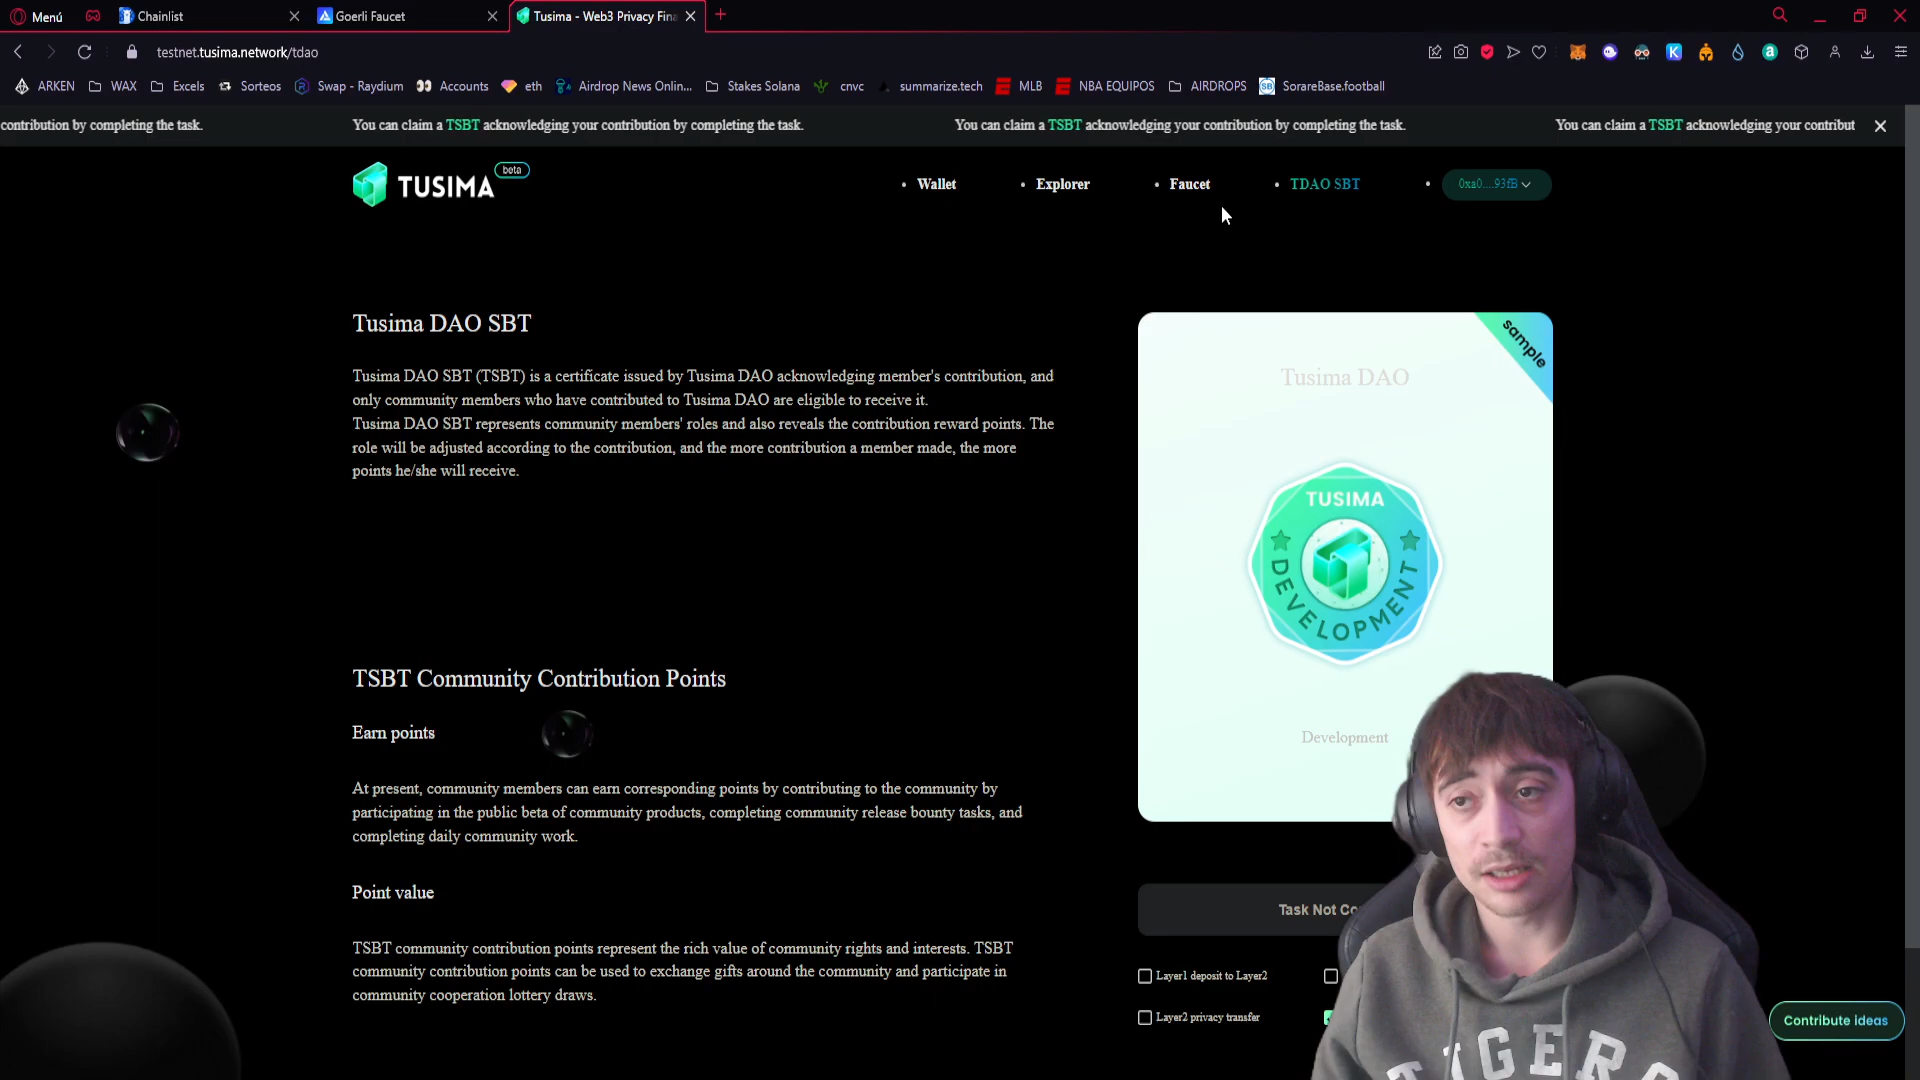 Menú
Chainlist
Goerli Faucet
Tusima - Web3 Privacy Fina
testnet.tusima.network/tdao
ARKEN
WAX
Excels
Sorteos
Swap - Raydium
Accounts
eth
Airdrop News Onlin...
Stakes Solana
cnvc
summarize.tech
MLB
NBA EQUIPOS
AIRDROPS
SorareBase.football
contribution by completing the task.
You can claim a TSBT acknowledging your contribution by completing the task.
You can claim a TSBT acknowledging your contribution by completing the task.
You can claim a TSBT acknowledging your contribut
TUSIMA
beta
Wallet
Explorer
Faucet
TDAO SBT
0xa0....93fB
Tusima DAO SBT
Tusima DAO SBT (TSBT) is a certificate issued by Tusima DAO acknowledging member's contribution, and
only community members who have contributed to Tusima DAO are eligible to receive it.
Tusima DAO SBT represents community members' roles and also reveals the contribution reward points. The
role will be adjusted according to the contribution, and the more contribution a member made, the more
points he/she will receive.
sample
Tusima DAO
TUSIMA
DEVELOPMENT
Development
TSBT Community Contribution Points
Earn points
At present, community members can earn corresponding points by contributing to the community by
participating in the public beta of community products, completing community release bounty tasks, and
completing daily community work.
Point value
TSBT community contribution points represent the rich value of community rights and interests. TSBT
community contribution points can be used to exchange gifts around the community and participate in
community cooperation lottery draws.
Task Not Co
Layer1 deposit to Layer2
Layer2 privacy transfer
Contribute ideas
TIGERS